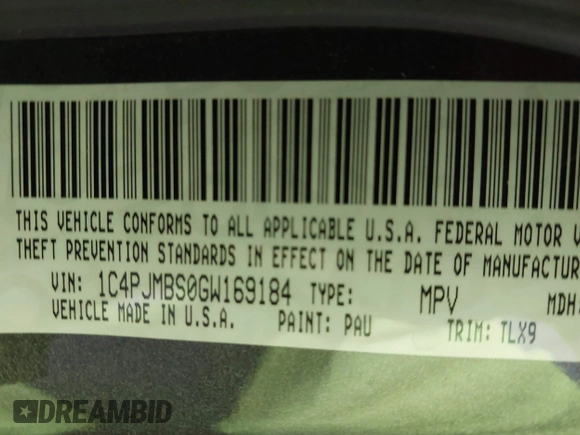 THIS VEHICLE CONFORMS TO ALL APPLICABLE U.S.A. FEDERAL MOTOR
THEFT PREVENTION STANDARDS IN EFFECT ON THE DATE OF MANUFACTUR
VIN: 1C4PJMBS0GW169184 TYPE: MPV MDH:
VEHICLE MADE IN U.S.A. PAINT: PAU TRIM: TLX9
DREAMBID